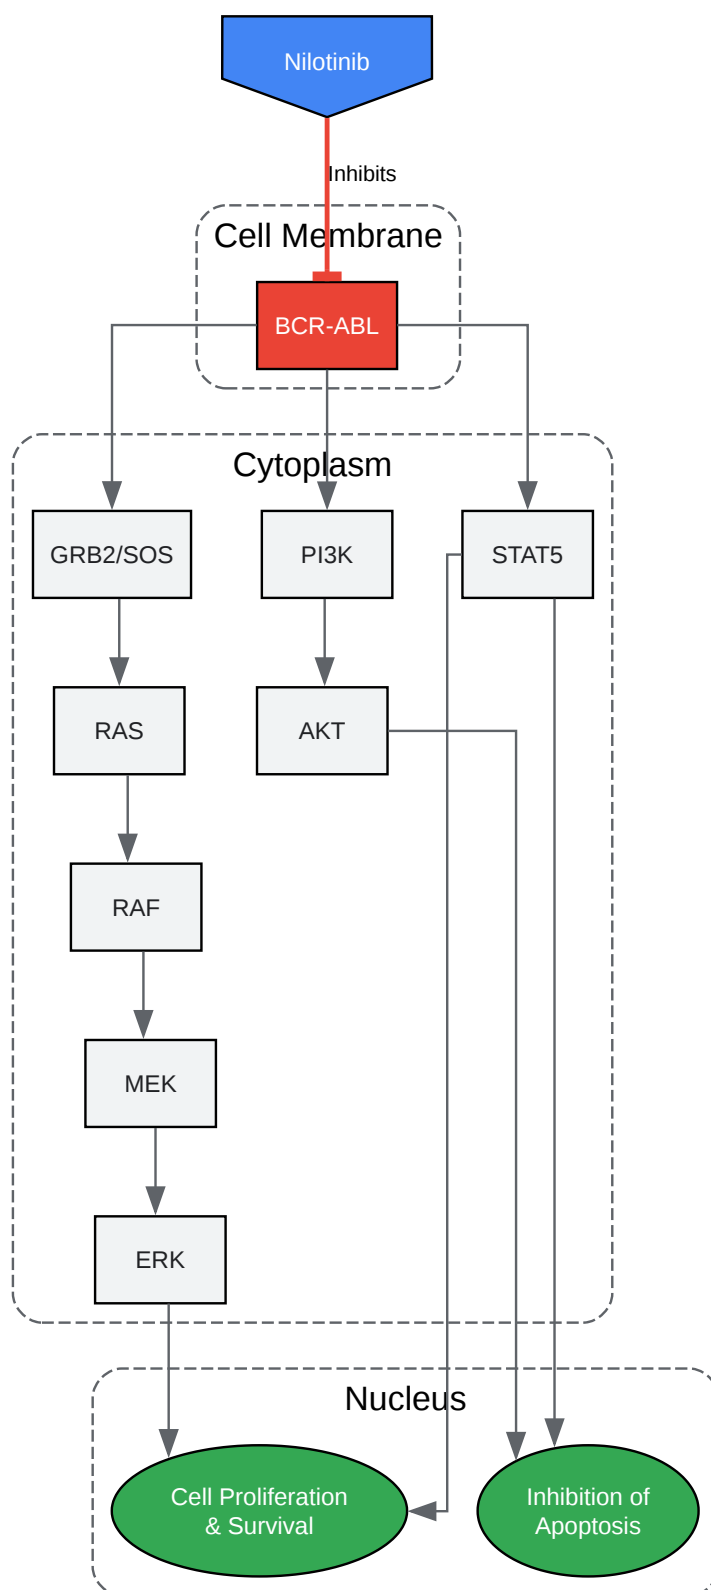 Nilotinib
Inhibits
Cell Membrane
BCR-ABL
Cytoplasm
GRB2/SOS
PI3K
STAT5
RAS
AKT
RAF
MEK
ERK
Nucleus
Cell Proliferation
& Survival
Inhibition of
Apoptosis